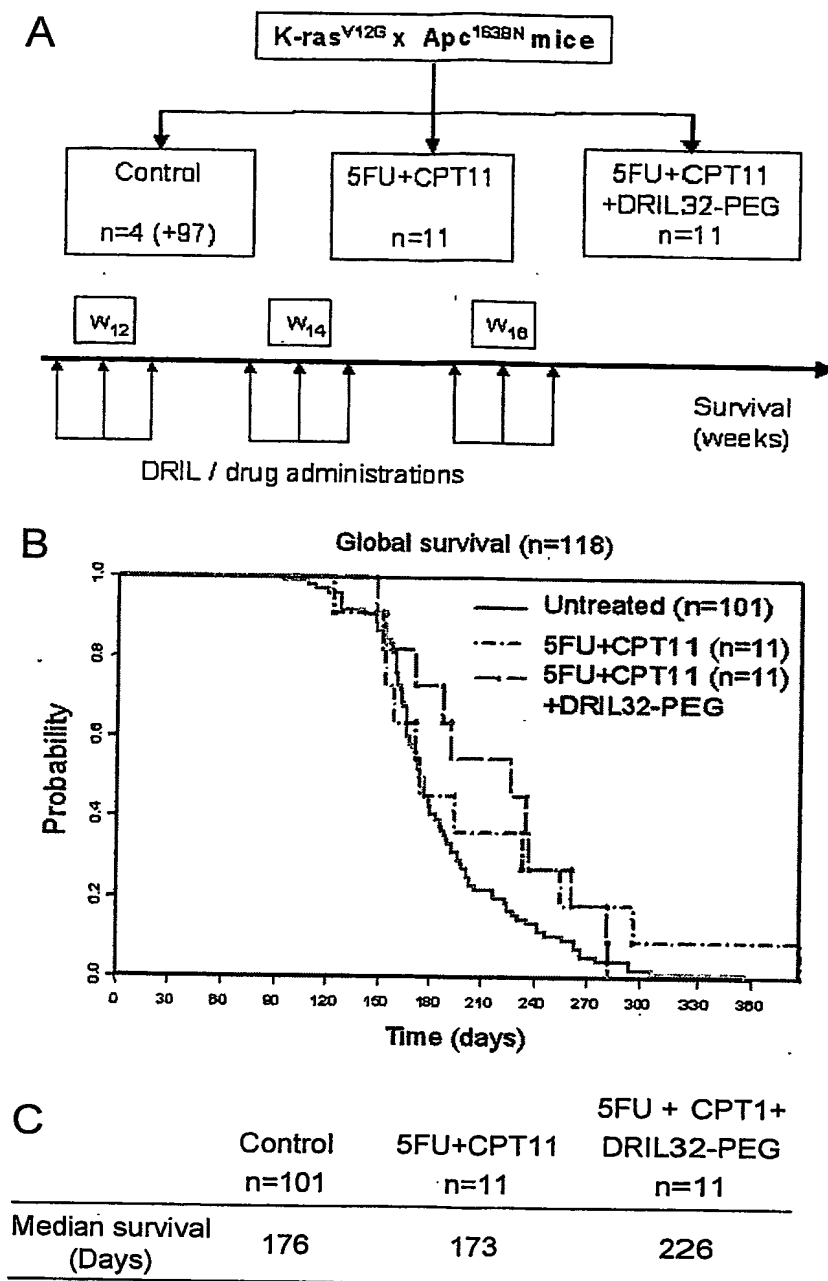 A
K-ras^V12G x Apc^1638N mice
Control
n=4 (+97)
5FU+CPT11
n=11
5FU+CPT11
+DRIL32-PEG
n=11
W12
W14
W16
Survival
(weeks)
DRIL / drug administrations
B
Global survival (n=118)
Untreated (n=101)
5FU+CPT11 (n=11)
5FU+CPT11 (n=11)
+DRIL32-PEG
Probability
1.0
0.8
0.6
0.4
0.2
0.0
0 30 60 90 120 150 180 210 240 270 300 330 360
Time (days)
C
Control
n=101
5FU+CPT11
n=11
5FU + CPT1+
DRIL32-PEG
n=11
Median survival
(Days)
176 173 226